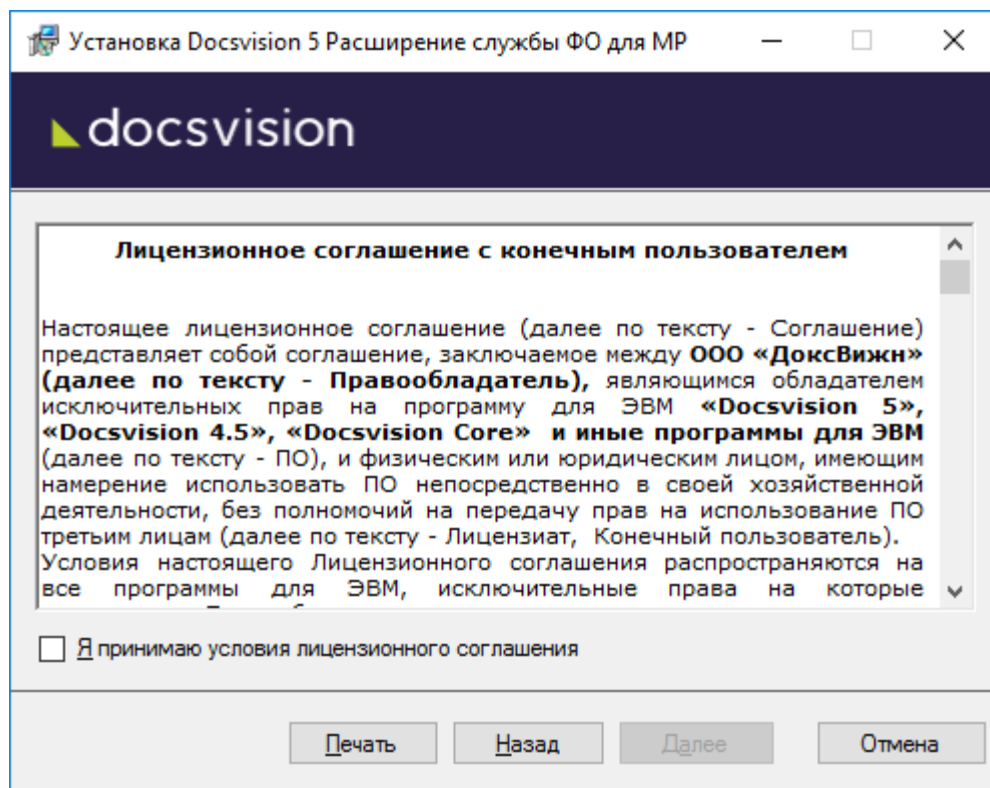 Установка Docsvision 5 Расширение службы ФО для МР
docsvision
Лицензионное соглашение с конечным пользователем
Настоящее лицензионное соглашение (далее по тексту - Соглашение)
представляет собой соглашение, заключаемое между ООО «ДоксВижн»
(далее по тексту - Правообладатель), являющимся обладателем
исключительных прав на программу для ЭВМ «Docsvision 5»,
«Docsvision 4.5», «Docsvision Core» и иные программы для ЭВМ
(далее по тексту - ПО), и физическим или юридическим лицом, имеющим
намерение использовать ПО непосредственно в своей хозяйственной
деятельности, без полномочий на передачу прав на использование ПО
третьим лицам (далее по тексту - Лицензиат, Конечный пользователь).
Условия настоящего Лицензионного соглашения распространяются на
все программы для ЭВМ, исключительные права на которые
Я принимаю условия лицензионного соглашения
Печать Назад Далее Отмена